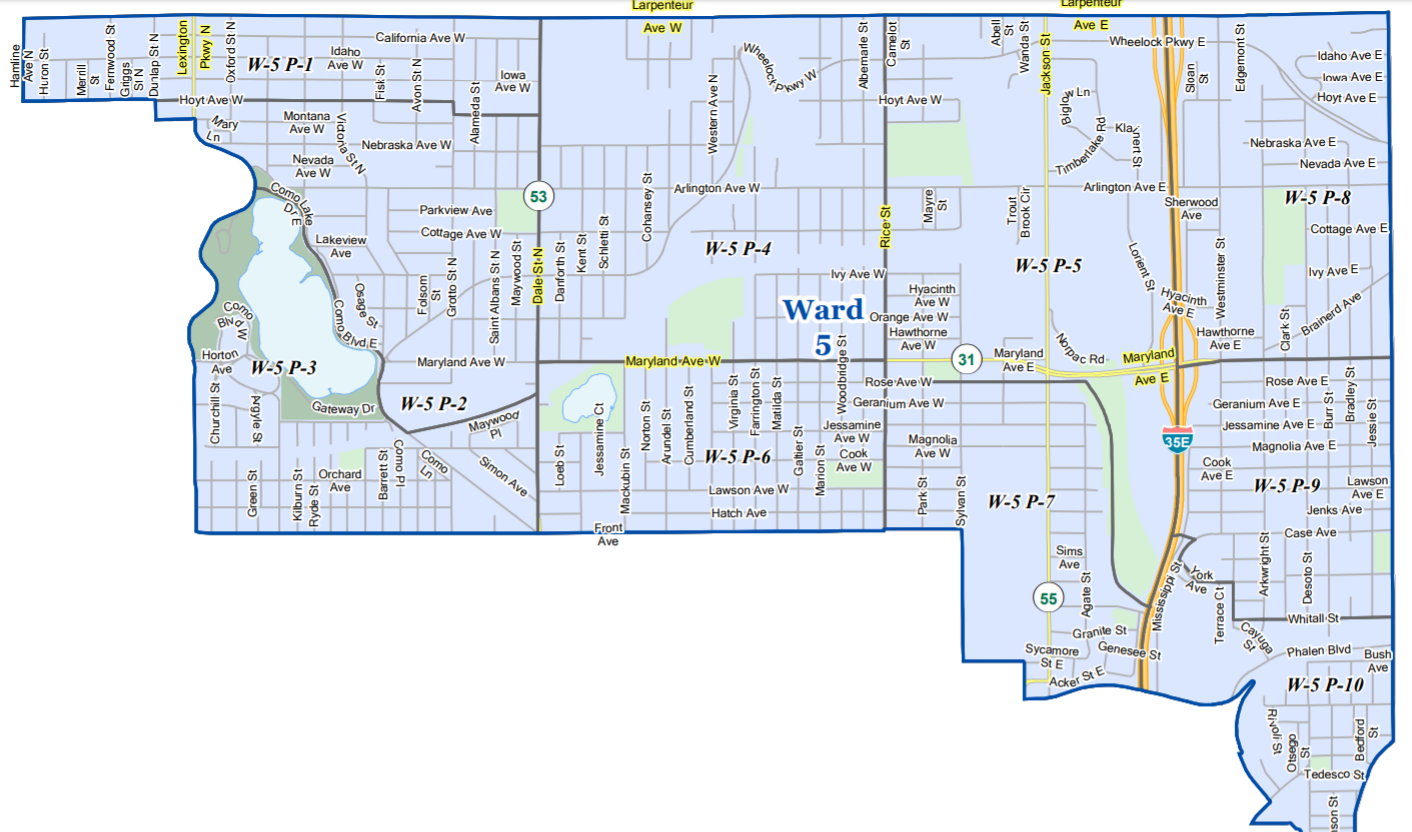 Larpenteur
Ave W
Larpenteur
Ave E
Hamline
Ave N
Huron St
Merrill
St
Fernwood St
Griggs
St N
Dunlap St N
Lexington
Pkwy N
Oxford St N
W-5 P-1
Idaho
Ave W
California Ave W
Fisk St
Avon St N
Alameda St
Iowa
Ave W
Hoyt Ave W
Mary
Ln
Montana
Ave W
Victoria St N
Nebraska Ave W
Nevada
Ave W
Como Lake
Dr E
Lakeview
Ave
Parkview Ave
Cottage Ave W
53
Folsom
St
Grotto St N
Saint Albans St N
Maywood St
Dale St N
Danforth St
Kent St
Schletti St
Cohansey St
Western Ave N
Wheelock
Pkwy W
Albemarle St
Camelot
St
Arlington Ave W
W-5 P-4
Ivy Ave W
Ward
5
Osage St
Como Blvd E
Como
Blvd W
Horton
Ave
W-5 P-3
Churchill St
Argyle St
Gateway Dr
W-5 P-2
Maryland Ave W
Maywood
Pl
Maryland Ave W
Green St
Kilburn St
Ryde St
Orchard
Ave
Barrett St
Como Pl
Como
Ln
Simon Ave
Loeb St
Jessamine Ct
Mackubin St
Norton St
Arundel St
Cumberland St
Virginia St
Farrington St
Matilda St
Galtier St
Marion St
Woodbridge St
W-5 P-6
Jessamine
Ave W
Cook
Ave W
Lawson Ave W
Hatch Ave
Front
Ave
Abell
St
Wanda St
Jackson St
Hoyt Ave W
Rice St
Mayre
St
Trout
Brook Cir
Biglow Ln
Timberlake Rd
Klainert St
Wheelock Pkwy E
Sloan
St
Edgemont St
Idaho Ave E
Iowa Ave E
Hoyt Ave E
Nebraska Ave E
Nevada Ave E
Arlington Ave E
Sherwood
Ave
W-5 P-8
Cottage Ave E
W-5 P-5
Lorient St
Westminster St
Ivy Ave E
Hyacinth
Ave W
Orange Ave W
Hawthorne
Ave W
Hyacinth
Ave E
Hawthorne
Ave E
Clark St
Brainerd Ave
31
Maryland
Ave E
Norpac Rd
Maryland
Ave E
Rose Ave W
Geranium Ave W
Magnolia
Ave W
Park St
Sylvan St
W-5 P-7
35E
Rose Ave E
Geranium Ave E
Jessamine Ave E
Magnolia Ave E
Burr St
Bradley St
Jessie St
Cook
Ave E
W-5 P-9
Lawson
Ave E
Jenks Ave
Case Ave
Sims
Ave
Agate St
55
Mississippi St
York
Ave
Terrace Ct
Arkwright St
Desoto St
Whitall St
Granite St
Genesee St
Sycamore
St E
Acker St E
Cayuga
St
Phalen Blvd
Bush
Ave
W-5 P-10
Rivoli St
Otsego
St
Bedford
St
Tedesco St
son St